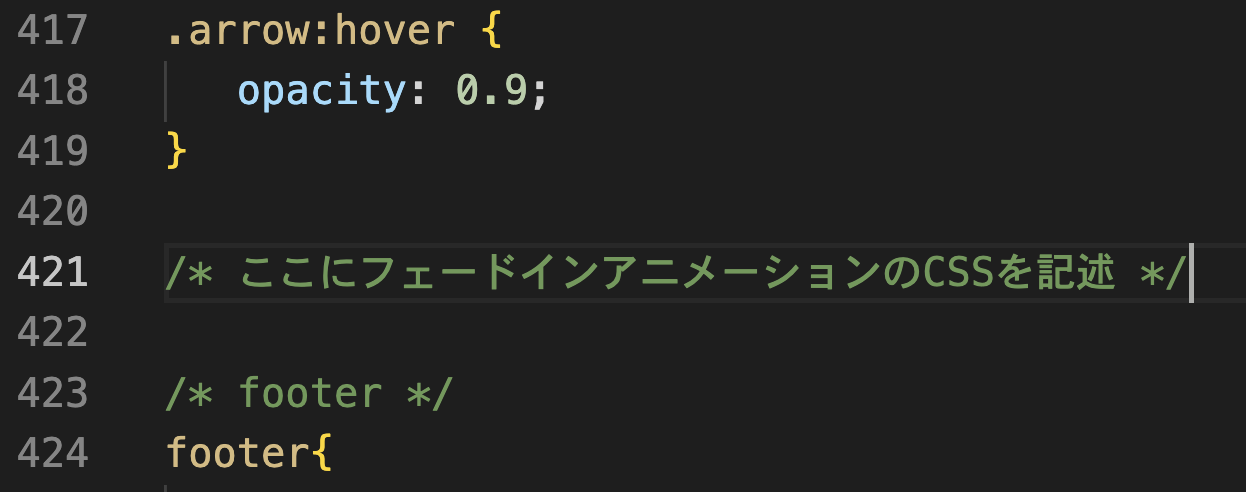 417 .arrow:hover {
418 opacity: 0.9;
419 }
420
421 /* ここにフェードインアニメーションのCSSを記述 */
422
423 /* footer */
424 footer{